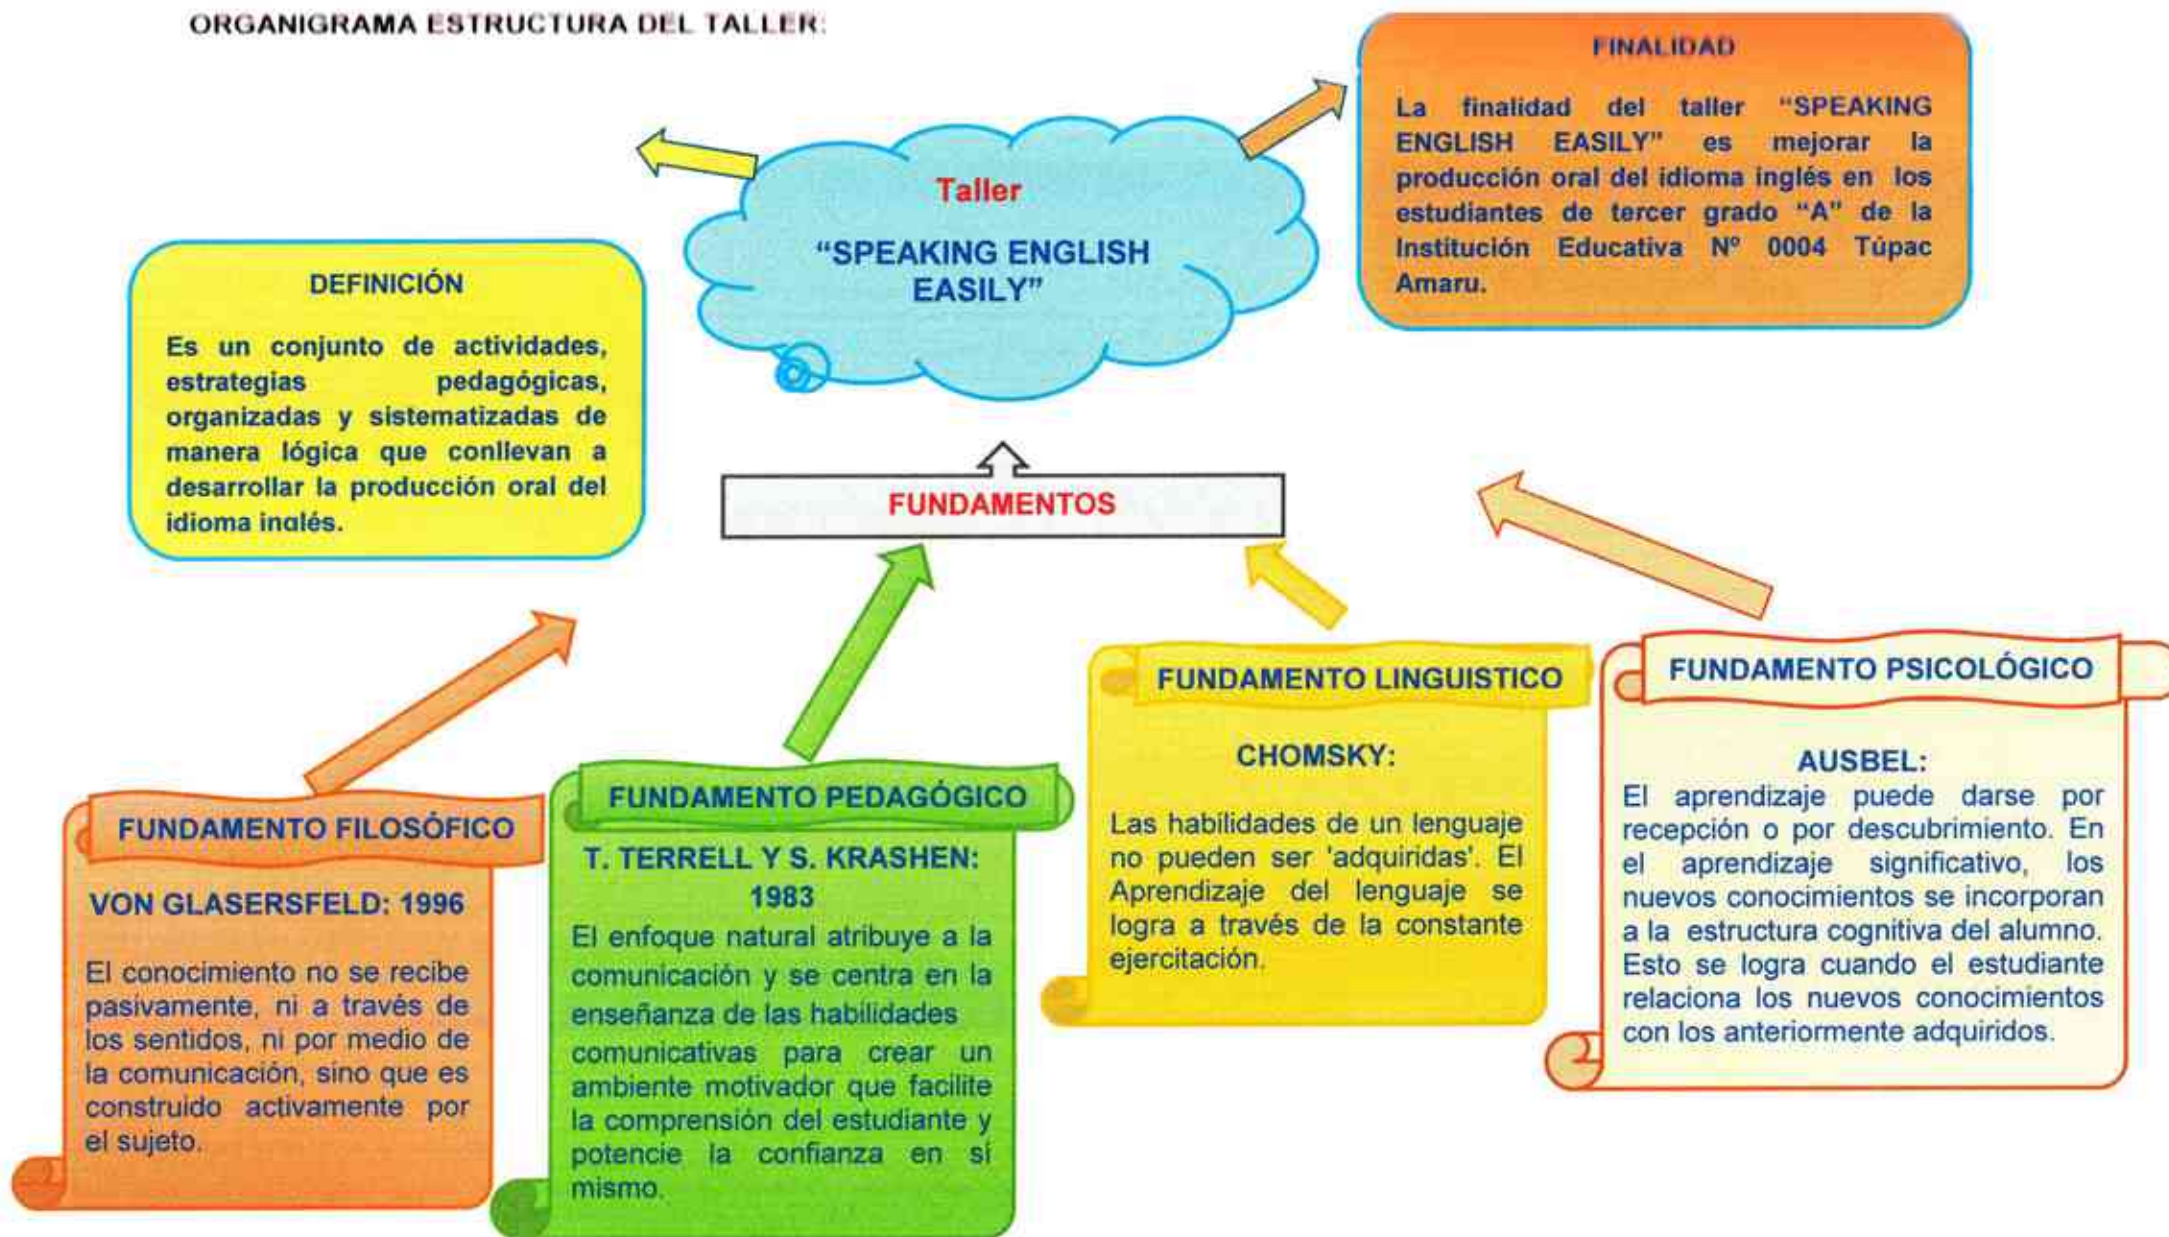 ORGANIGRAMA ESTRUCTURA DEL TALLER:
FINALIDAD
La finalidad del taller “SPEAKING
ENGLISH EASILY” es mejorar la
producción oral del idioma inglés en los
estudiantes de tercer grado “A” de la
Institución Educativa Nº 0004 Túpac
Amaru.
Taller
“SPEAKING ENGLISH
EASILY”
DEFINICIÓN
Es un conjunto de actividades,
estrategias pedagógicas,
organizadas y sistematizadas de
manera lógica que conllevan a
desarrollar la producción oral del
idioma inglés.
FUNDAMENTOS
FUNDAMENTO FILOSÓFICO
VON GLASERSFELD: 1996
El conocimiento no se recibe
pasivamente, ni a través de
los sentidos, ni por medio de
la comunicación, sino que es
construido activamente por
el sujeto.
FUNDAMENTO PEDAGÓGICO
T. TERRELL Y S. KRASHEN:
1983
El enfoque natural atribuye a la
comunicación y se centra en la
enseñanza de las habilidades
comunicativas para crear un
ambiente motivador que facilite
la comprensión del estudiante y
potencie la confianza en sí
mismo.
FUNDAMENTO LINGUISTICO
CHOMSKY:
Las habilidades de un lenguaje
no pueden ser 'adquiridas'. El
Aprendizaje del lenguaje se
logra a través de la constante
ejercitación.
FUNDAMENTO PSICOLÓGICO
AUSBEL:
El aprendizaje puede darse por
recepción o por descubrimiento. En
el aprendizaje significativo, los
nuevos conocimientos se incorporan
a la estructura cognitiva del alumno.
Esto se logra cuando el estudiante
relaciona los nuevos conocimientos
con los anteriormente adquiridos.